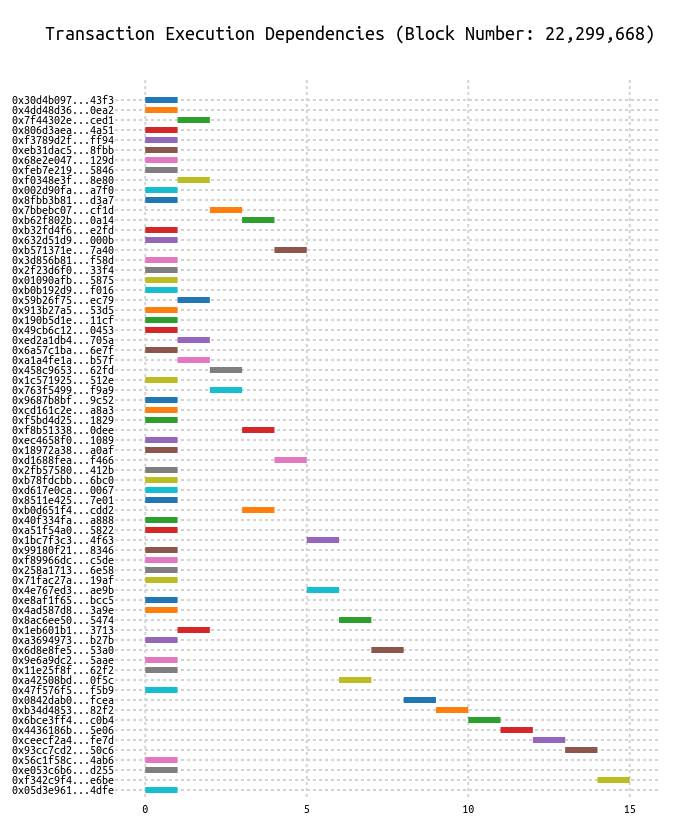 Transaction Execution Dependencies (Block Number: 22,299,668)
0x30d4b097...43f3
0x4dd48d36...0ea2
0x7f44302e...ced1
0x806d3aea...4a51
0xf3789d2f...ff94
0xeb31dac5...8fbb
0x68e2e047...129d
0xfeb7e219...5846
0xf0348e3f...8e80
0x002d90fa...a7f0
0x8fbb3b81...d3a7
0x7bbebc07...cf1d
0xb62f802b...0a14
0xb32fd4f6...e2fd
0x632d51d9...000b
0xb571371e...7a40
0x3d856b81...f58d
0x2f23d6f0...33f4
0x01090afb...5875
0xb0b192d9...f016
0x59b26f75...ec79
0x913b27a5...53d5
0x190b5d1e...11cf
0x49cb6c12...0453
0xed2a1db4...705a
0x6a57c1ba...6e7f
0xa1a4fe1a...b57f
0x458c9653...62fd
0x1c571925...512e
0x763f5499...f9a9
0x9687b8bf...9c52
0xcd161c2e...a8a3
0xf5bd4d25...1829
0xf8b51338...0dee
0xec4658f0...1089
0x18972a38...a0af
0xd1688fea...f466
0x2fb57580...412b
0xb78fdcbb...6bc0
0xd617e0ca...0067
0x8511e425...7e01
0xb0d651f4...cdd2
0x40f334fa...a888
0xa51f54a0...5822
0x1bc7f3c3...4f63
0x99180f21...8346
0xf89966dc...c5de
0x258a1713...6e58
0x71fac27a...19af
0x4e767ed3...ae9b
0xe8af1f65...bcc5
0x4ad587d8...3a9e
0x8ac6ee50...5474
0x1eb601b1...3713
0xa3694973...b27b
0x6d8e8fe5...53a0
0x9e6a9dc2...5aae
0x11e25f8f...62f2
0xa42508bd...0f5c
0x47f576f5...f5b9
0x0842dab0...fcea
0xb34d4853...82f2
0x6bce3ff4...c0b4
0x4436186b...5e06
0xceecf2a4...fe7d
0x93cc7cd2...50c6
0x56c1f58c...4ab6
0xe053c6b6...d255
0xf342c9f4...e6be
0x05d3e961...4dfe
0 5 10 15